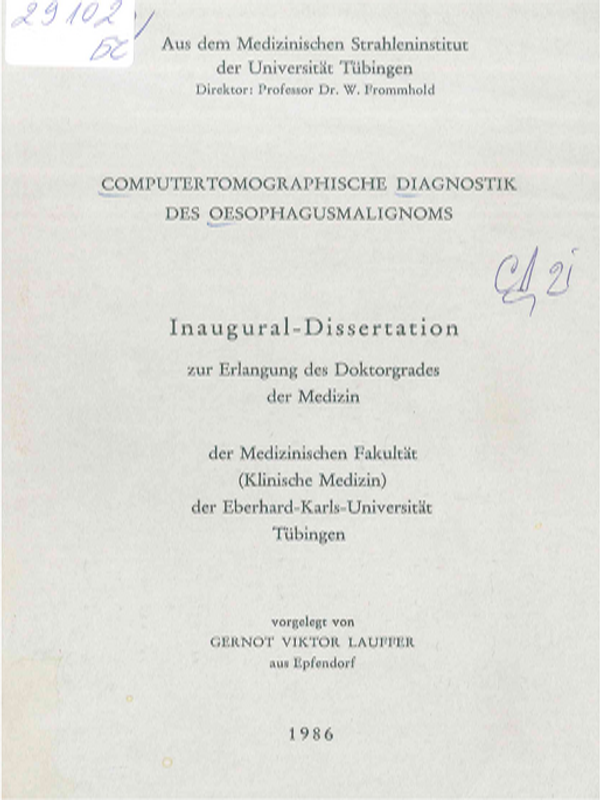 29102
Aus dem Medizinischen Strahleninstitut
der Universität Tübingen
Direktor: Professor Dr. W. Frommhold
COMPUTERTOMOGRAPHISCHE DIAGNOSTIK
DES OESOPHAGUSMALIGNOMS
Inaugural-Dissertation
zur Erlangung des Doktorgrades
der Medizin
der Medizinischen Fakultät
(Klinische Medizin)
der Eberhard-Karls-Universität
Tübingen
vorgelegt von
GERNOT VIKTOR LAUFFER
aus Epfendorf
1986